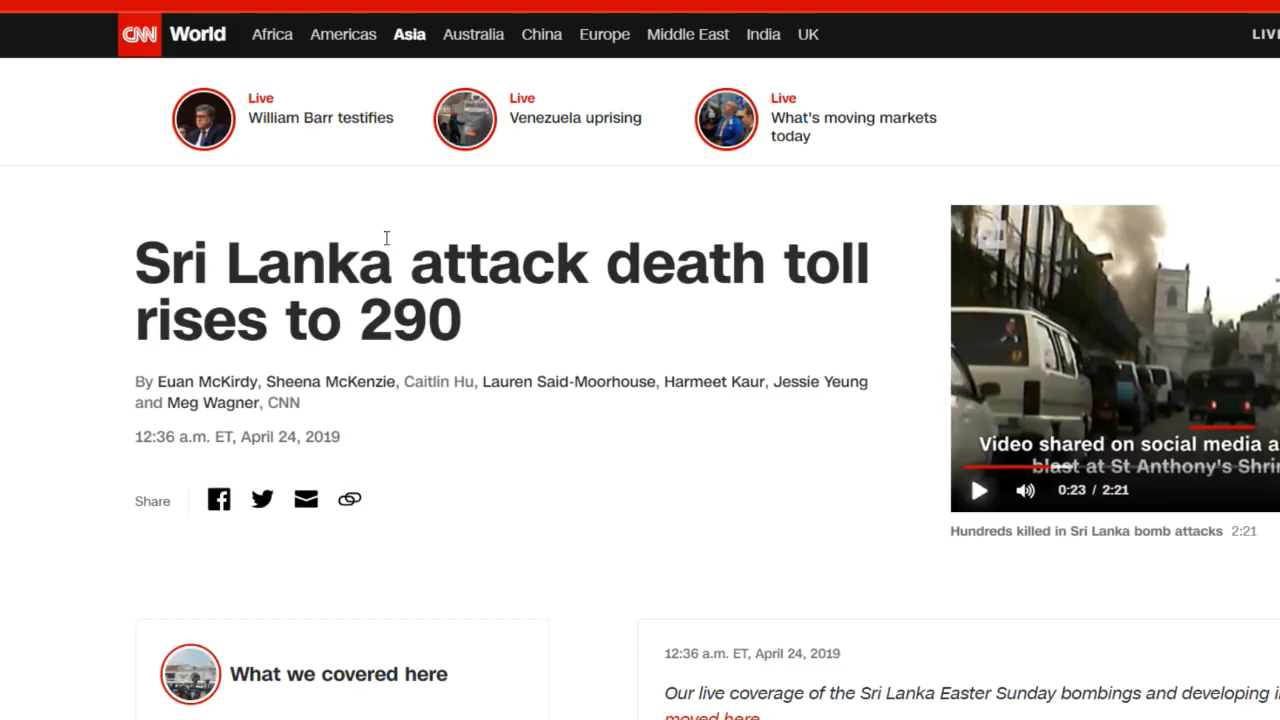 CNN World Africa Americas Asia Australia China Europe Middle East India UK
Live
William Barr testifies
Live
Venezuela uprising
Live
What's moving markets
today
Sri Lanka attack death toll
rises to 290
By Euan McKirdy, Sheena McKenzie, Caitlin Hu, Lauren Said-Moorhouse, Harmeet Kaur, Jessie Yeung
and Meg Wagner, CNN
12:36 a.m. ET, April 24, 2019
Share
Video shared on social media
blast at St Anthony's
0:23 / 2:21
Hundreds killed in Sri Lanka bomb attacks 2:21
What we covered here
12:36 a.m. ET, April 24, 2019
Our live coverage of the Sri Lanka Easter Sunday bombings and developing
moved here